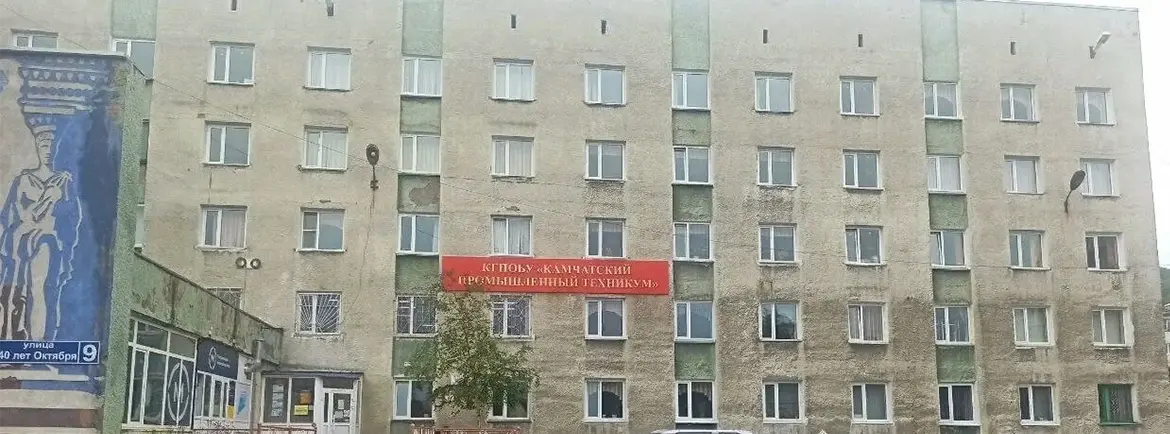 КГПОБУ «КАМЧАТСКИЙ
ПРОМЫШЛЕННЫЙ ТЕХНИКУМ»
улица
40 лет Октября 9